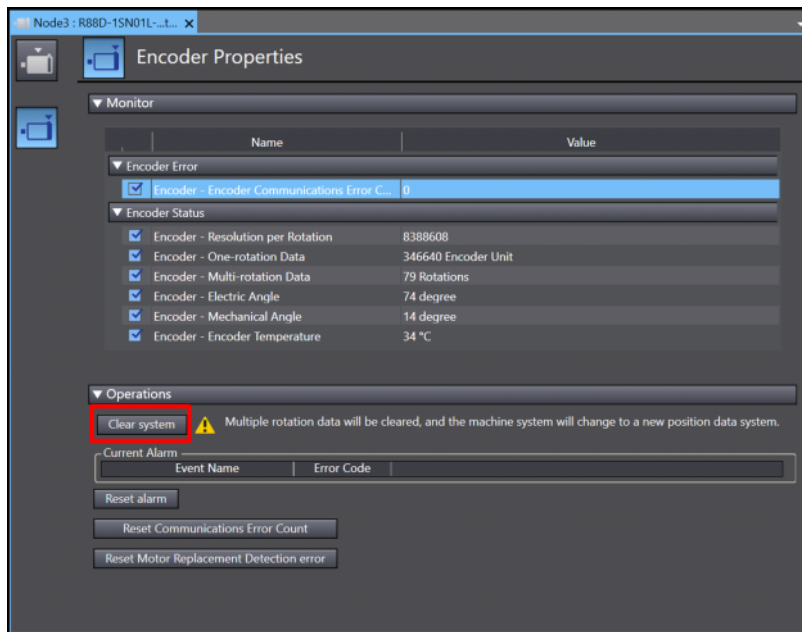 Node3 : R88D-1SN01L-...t...
Encoder Properties
Monitor
Name Value
Encoder Error
Encoder - Encoder Communications Error C... 0
Encoder Status
Encoder - Resolution per Rotation 8388608
Encoder - One-rotation Data 346640 Encoder Unit
Encoder - Multi-rotation Data 79 Rotations
Encoder - Electric Angle 74 degree
Encoder - Mechanical Angle 14 degree
Encoder - Encoder Temperature 34 °C
Operations
Clear system Multiple rotation data will be cleared, and the machine system will change to a new position data system.
Current Alarm
Event Name Error Code
Reset alarm
Reset Communications Error Count
Reset Motor Replacement Detection error